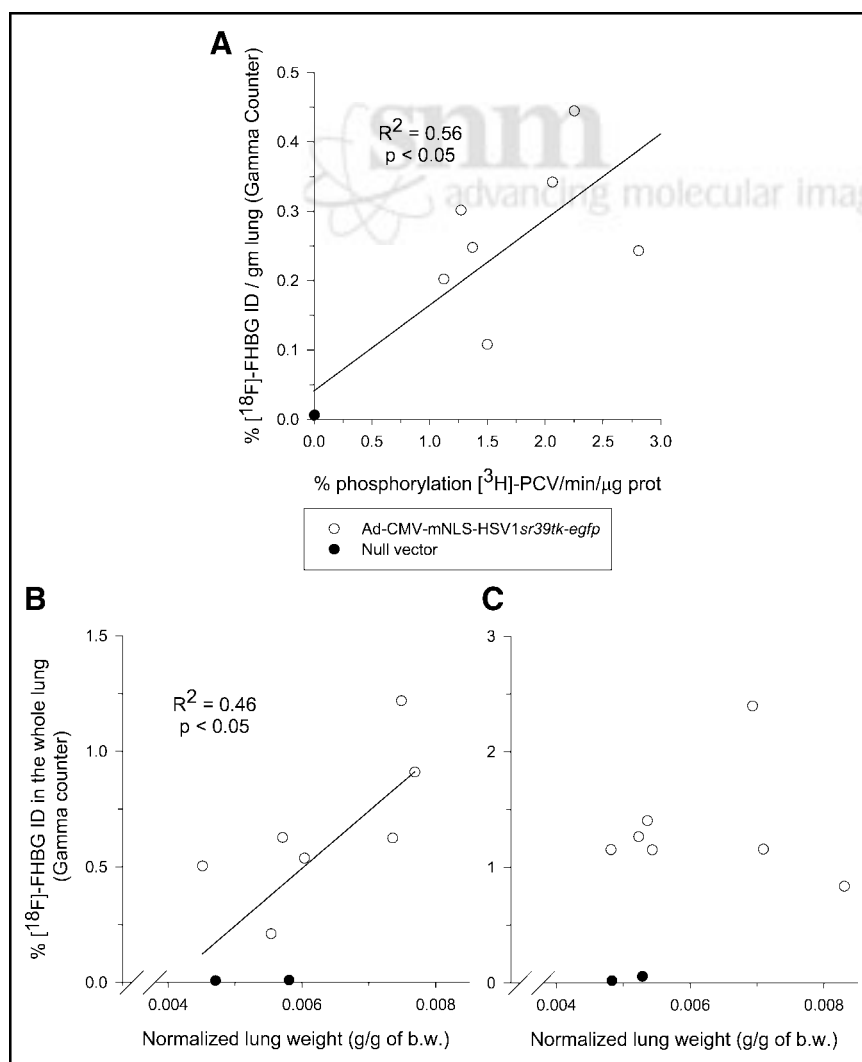 A
% [18F]-FHBG ID / gm lung (Gamma Counter)
0.5
0.4
0.3
0.2
0.1
0.0
R2 = 0.56
p < 0.05
snm
advancing molecular imag
0.0 0.5 1.0 1.5 2.0 2.5 3.0
% phosphorylation [3H]-PCV/min/μg prot
Ad-CMV-mNLS-HSV1sr39tk-egfp
Null vector
B
% [18F]-FHBG ID in the whole lung
(Gamma counter)
1.5
1.0
0.5
0.0
R2 = 0.46
p < 0.05
0.004 0.006 0.008
Normalized lung weight (g/g of b.w.)
C
3
2
1
0
0.004 0.006 0.008
Normalized lung weight (g/g of b.w.)